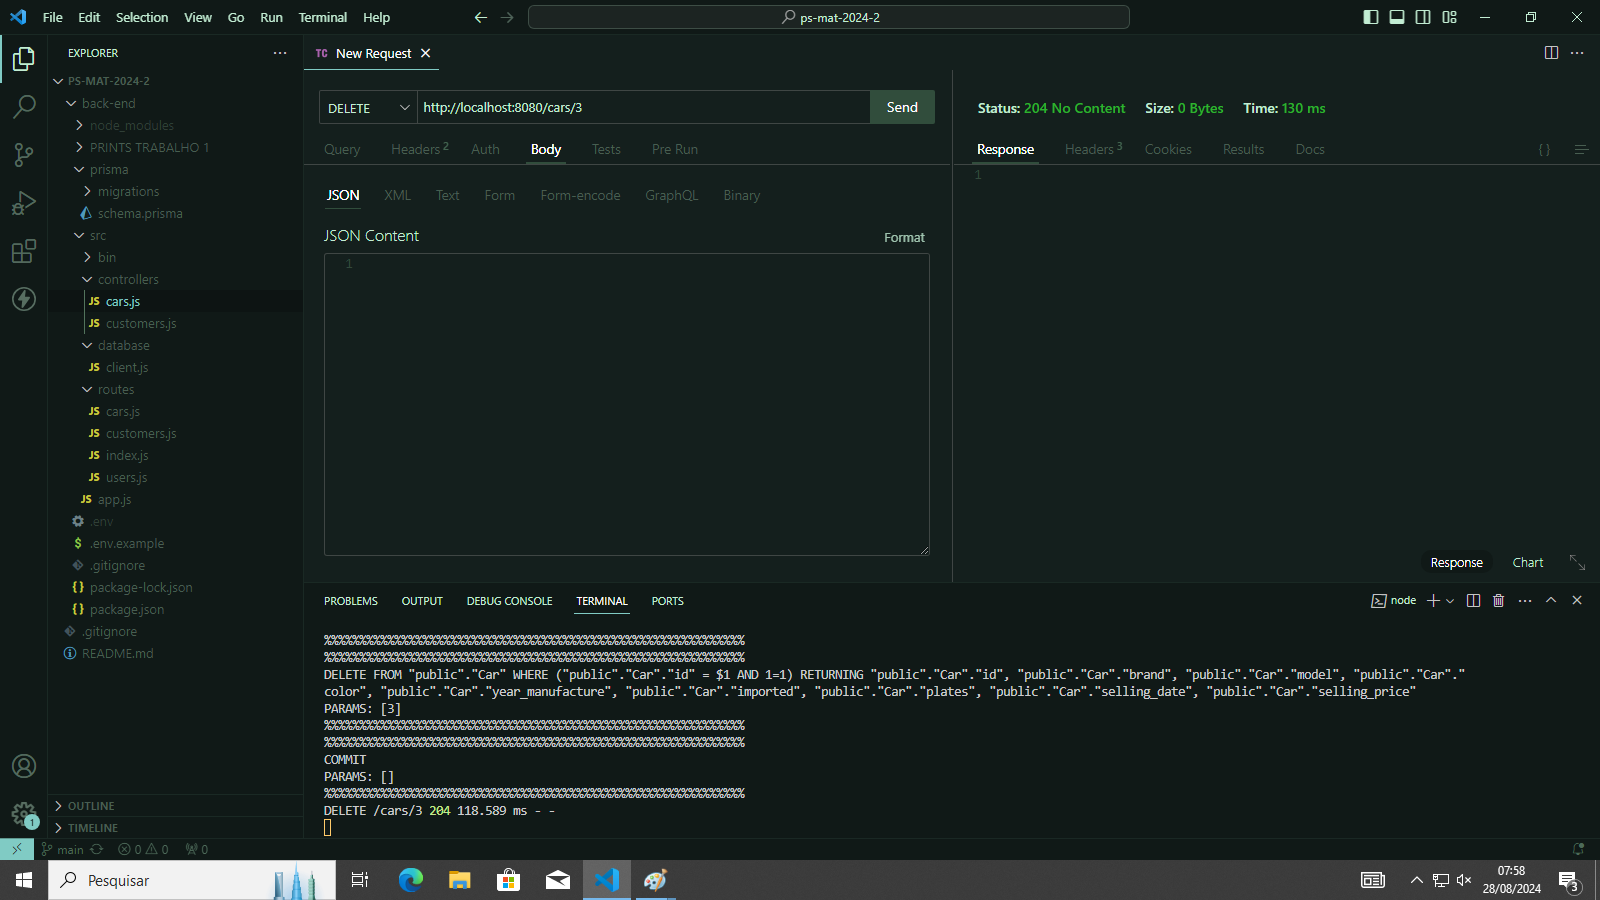 File Edit Selection View Go Run Terminal Help
ps-mat-2024-2
EXPLORER
PS-MAT-2024-2
back-end
node_modules
PRINTS TRABALHO 1
prisma
migrations
schema.prisma
src
bin
controllers
JS cars.js
JS customers.js
database
JS client.js
routes
JS cars.js
JS customers.js
JS index.js
JS users.js
JS app.js
.env
$ .env.example
.gitignore
{} package-lock.json
{} package.json
.gitignore
README.md
OUTLINE
TIMELINE
TC New Request
DELETE http://localhost:8080/cars/3 Send
Query Headers 2 Auth Body Tests Pre Run
JSON XML Text Form Form-encode GraphQL Binary
JSON Content Format
1
Status: 204 No Content Size: 0 Bytes Time: 130 ms
Response Headers 3 Cookies Results Docs { }
1
Response Chart
PROBLEMS OUTPUT DEBUG CONSOLE TERMINAL PORTS
node
%%%%%%%%%%%%%%%%%%%%%%%%%%%%%%%%%%%%%%%%%%%%%%%%%%%%%%%%%%%%
%%%%%%%%%%%%%%%%%%%%%%%%%%%%%%%%%%%%%%%%%%%%%%%%%%%%%%%%%%%%
DELETE FROM "public"."Car" WHERE ("public"."Car"."id" = $1 AND 1=1) RETURNING "public"."Car"."id", "public"."Car"."brand", "public"."Car"."model", "public"."Car"."
color", "public"."Car"."year_manufacture", "public"."Car"."imported", "public"."Car"."plates", "public"."Car"."selling_date", "public"."Car"."selling_price"
PARAMS: [3]
%%%%%%%%%%%%%%%%%%%%%%%%%%%%%%%%%%%%%%%%%%%%%%%%%%%%%%%%%%%%
%%%%%%%%%%%%%%%%%%%%%%%%%%%%%%%%%%%%%%%%%%%%%%%%%%%%%%%%%%%%
COMMIT
PARAMS: []
%%%%%%%%%%%%%%%%%%%%%%%%%%%%%%%%%%%%%%%%%%%%%%%%%%%%%%%%%%%%
DELETE /cars/3 204 118.589 ms - -
1
main 0 0 0
Pesquisar
07:58
28/08/2024
3